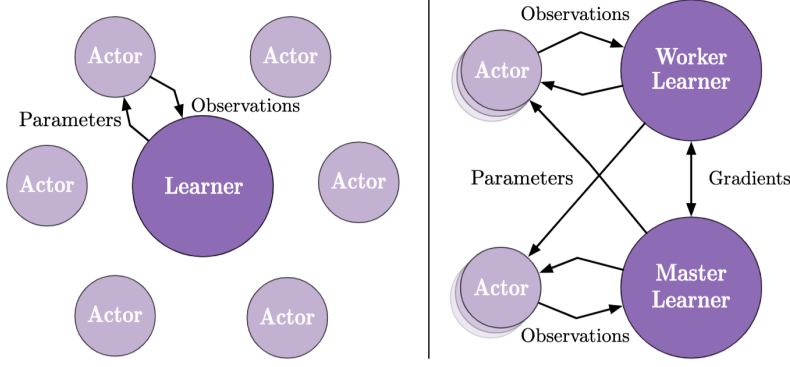 Actor
Actor
Parameters
Observations
Actor
Learner
Actor
Actor
Actor
Observations
Actor
Worker
Learner
Parameters
Gradients
Actor
Master
Learner
Observations